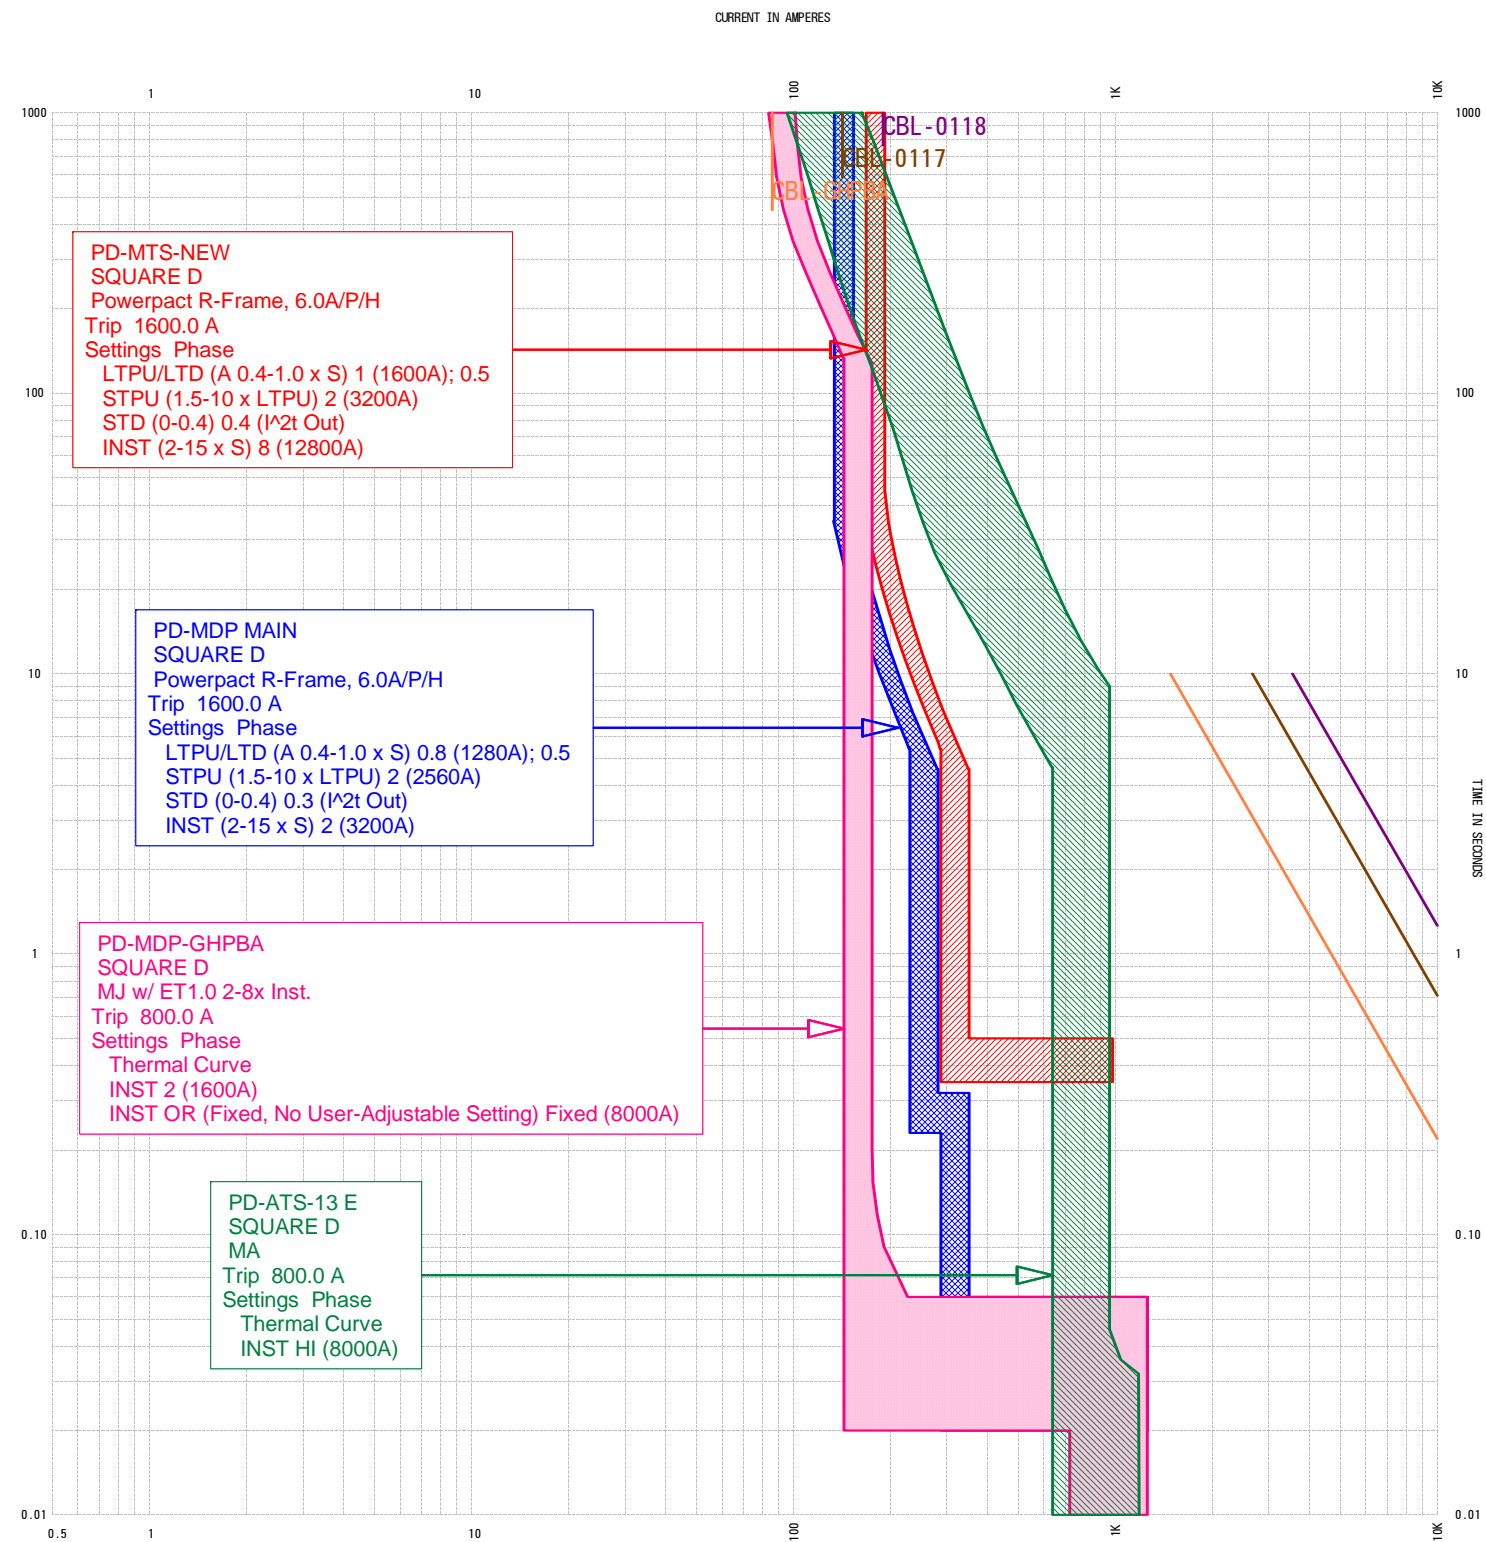 CURRENT IN AMPERES
1 10 100 1K 10K
1000 1000
CBL-0118
CBL-0117
CBL-GHPBA
PD-MTS-NEW
SQUARE D
Powerpact R-Frame, 6.0A/P/H
Trip 1600.0 A
Settings Phase
LTPU/LTD (A 0.4-1.0 x S) 1 (1600A); 0.5
STPU (1.5-10 x LTPU) 2 (3200A)
STD (0-0.4) 0.4 (I^2t Out)
INST (2-15 x S) 8 (12800A)
100 100
PD-MDP MAIN
SQUARE D
Powerpact R-Frame, 6.0A/P/H
Trip 1600.0 A
Settings Phase
LTPU/LTD (A 0.4-1.0 x S) 0.8 (1280A); 0.5
STPU (1.5-10 x LTPU) 2 (2560A)
STD (0-0.4) 0.3 (I^2t Out)
INST (2-15 x S) 2 (3200A)
10 10
TIME IN SECONDS
PD-MDP-GHPBA
SQUARE D
MJ w/ ET1.0 2-8x Inst.
Trip 800.0 A
Settings Phase
Thermal Curve
INST 2 (1600A)
INST OR (Fixed, No User-Adjustable Setting) Fixed (8000A)
1 1
PD-ATS-13 E
SQUARE D
MA
Trip 800.0 A
Settings Phase
Thermal Curve
INST HI (8000A)
0.10 0.10
0.01 0.01
0.5 1 10 100 1K 10K